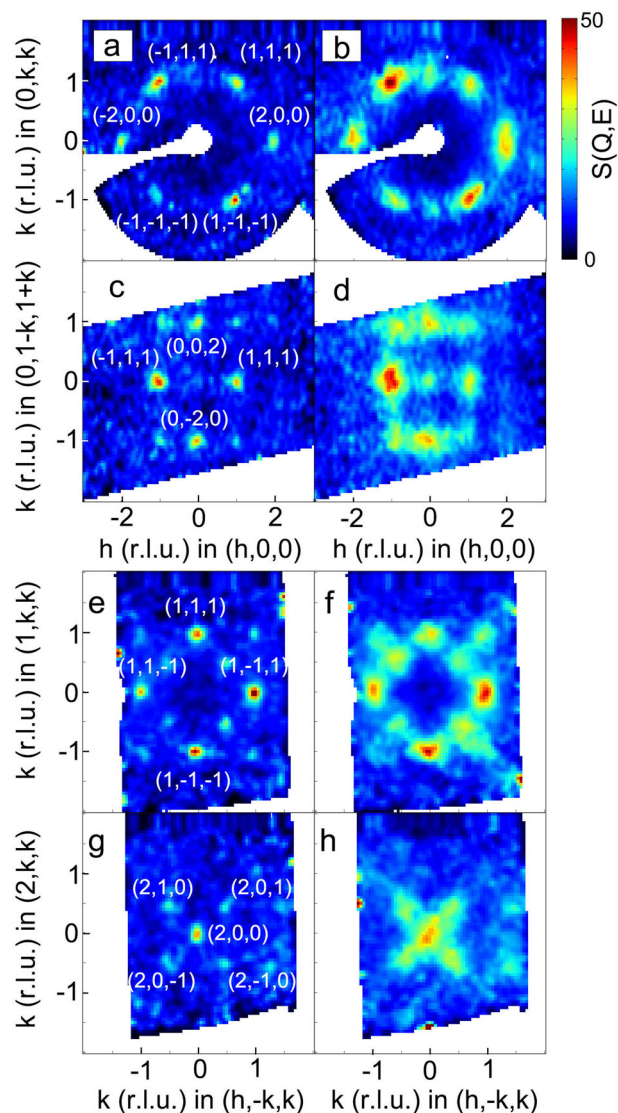 50
a
(-1,1,1)
(1,1,1)
b
1
(-2,0,0)
(2,0,0)
0
-1
(-1,-1,-1)
(1,-1,-1)
k (r.l.u.) in (0,k,k)
S(Q,E)
0
c
d
1
(-1,1,1)
(0,0,2)
(1,1,1)
0
(0,-2,0)
-1
k (r.l.u.) in (0,1-k,1+k)
-2 0 2
-2 0 2
h (r.l.u.) in (h,0,0)
h (r.l.u.) in (h,0,0)
e
(1,1,1)
f
1
(1,1,-1)
(1,-1,1)
0
-1
(1,-1,-1)
k (r.l.u.) in (1,k,k)
g
h
1
(2,1,0)
(2,0,1)
0
(2,0,0)
(2,0,-1)
(2,-1,0)
-1
k (r.l.u.) in (2,k,k)
-1 0 1
-1 0 1
k (r.l.u.) in (h,-k,k)
k (r.l.u.) in (h,-k,k)